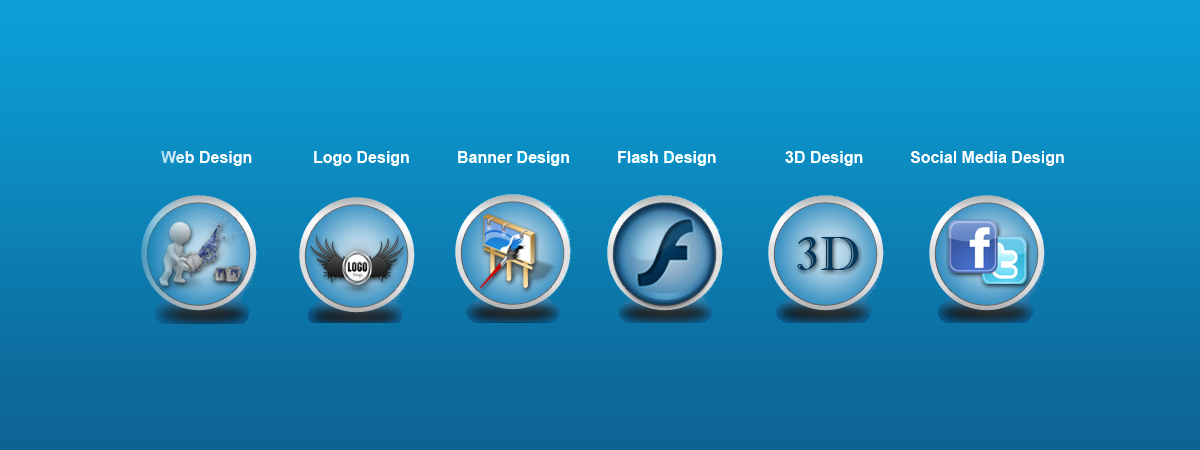 Web Design
Logo Design
Banner Design
Flash Design
3D Design
Social Media Design
LOGO
3D
f
t